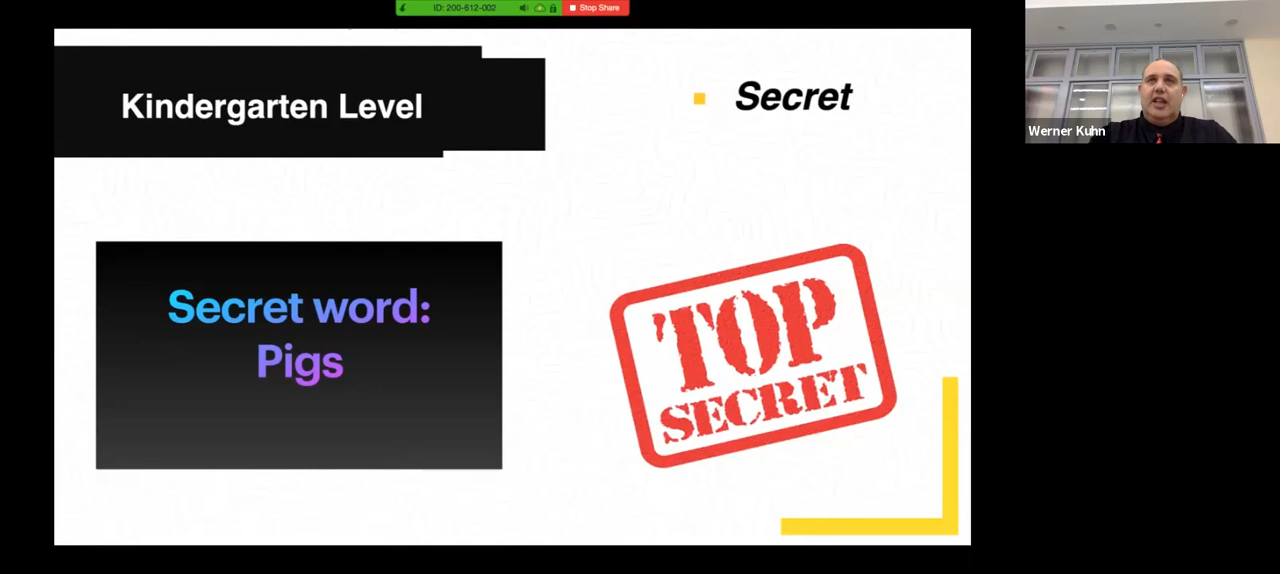 ID: 200-612-002
Stop Share
Kindergarten Level
Secret
Secret word:
Pigs
TOP
SECRET
Werner Kuhn